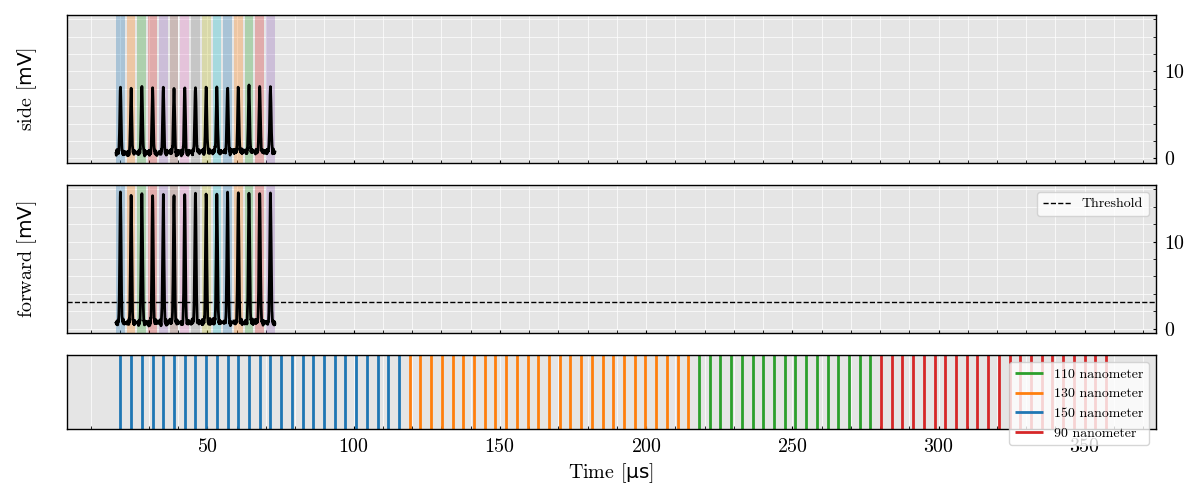 side [mV]
10
0
forward [mV]
Threshold
10
0
110 nanometer
130 nanometer
150 nanometer
90 nanometer
50 100 150 200 250 300 350
Time [μs]